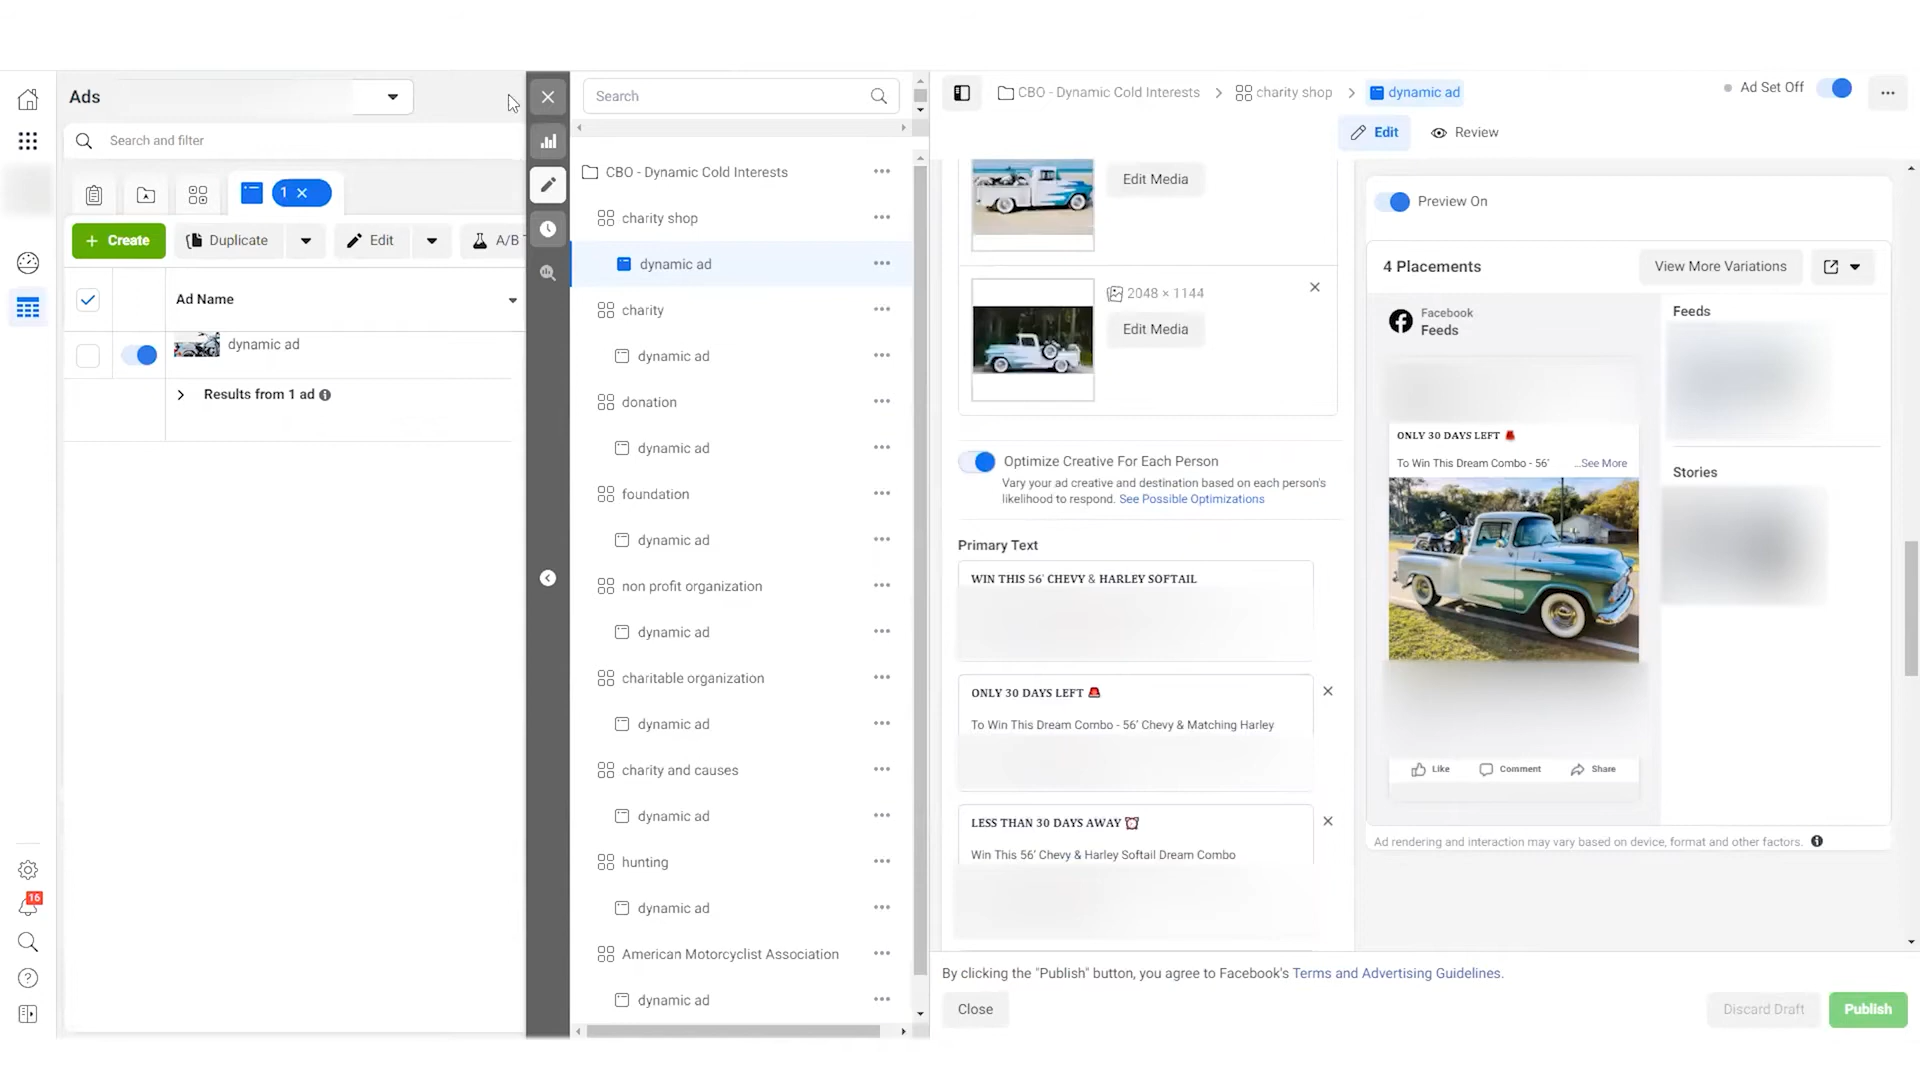 Ads
Search and filter
1
Create
Duplicate
Edit
A/B
Ad Name
dynamic ad
Results from 1 ad
16
Search
CBO - Dynamic Cold Interests
charity shop
dynamic ad
charity
dynamic ad
donation
dynamic ad
foundation
dynamic ad
non profit organization
dynamic ad
charitable organization
dynamic ad
charity and causes
dynamic ad
hunting
dynamic ad
American Motorcyclist Association
dynamic ad
CBO - Dynamic Cold Interests
charity shop
dynamic ad
Ad Set Off
Edit
Review
Edit Media
2048 × 1144
Edit Media
Optimize Creative For Each Person
Vary your ad creative and destination based on each person's
likelihood to respond. See Possible Optimizations
Primary Text
WIN THIS 56' CHEVY & HARLEY SOFTAIL
ONLY 30 DAYS LEFT 🚨
To Win This Dream Combo - 56' Chevy & Matching Harley
LESS THAN 30 DAYS AWAY ⏰
Win This 56' Chevy & Harley Softail Dream Combo
Preview On
4 Placements
View More Variations
Facebook
Feeds
ONLY 30 DAYS LEFT 🚨
To Win This Dream Combo - 56' ...See More
Like
Comment
Share
Feeds
Stories
Ad rendering and interaction may vary based on device, format and other factors.
By clicking the "Publish" button, you agree to Facebook's Terms and Advertising Guidelines.
Close
Discard Draft
Publish